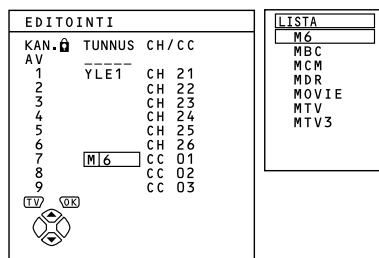 EDITOINTI
KAN. TUNNUS CH/CC
AV _____
1 YLE1 CH 21
2 CH 22
3 CH 23
4 CH 24
5 CH 25
6 CH 26
7 M6 CC 01
8 CC 02
9 CC 03
TV OK
LISTA
M6
MBC
MCM
MDR
MOVIE
MTV
MTV3